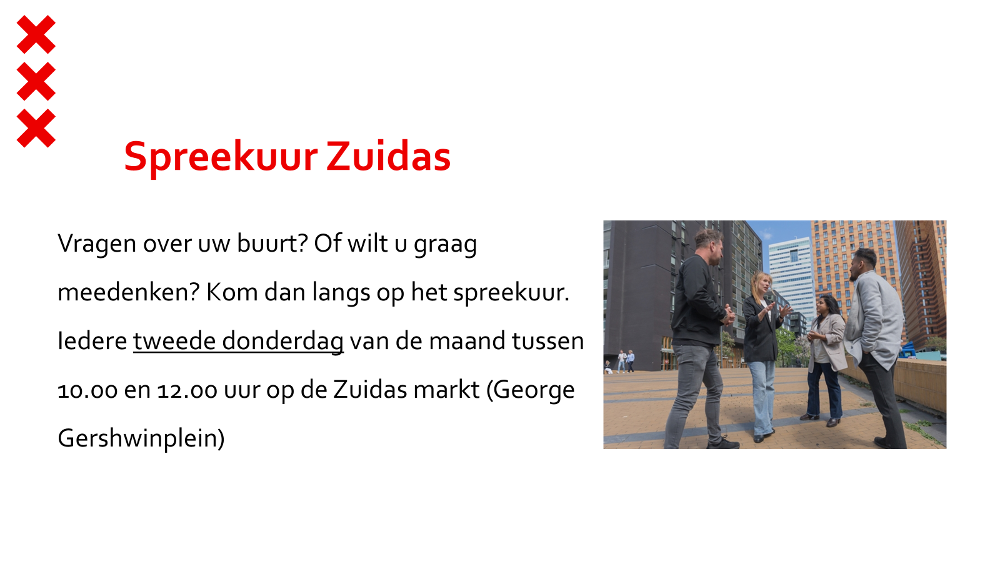 Spreekuur Zuidas
Vragen over uw buurt? Of wilt u graag
meedenken? Kom dan langs op het spreekuur.
Iedere tweede donderdag van de maand tussen
10.00 en 12.00 uur op de Zuidas markt (George
Gershwinplein)